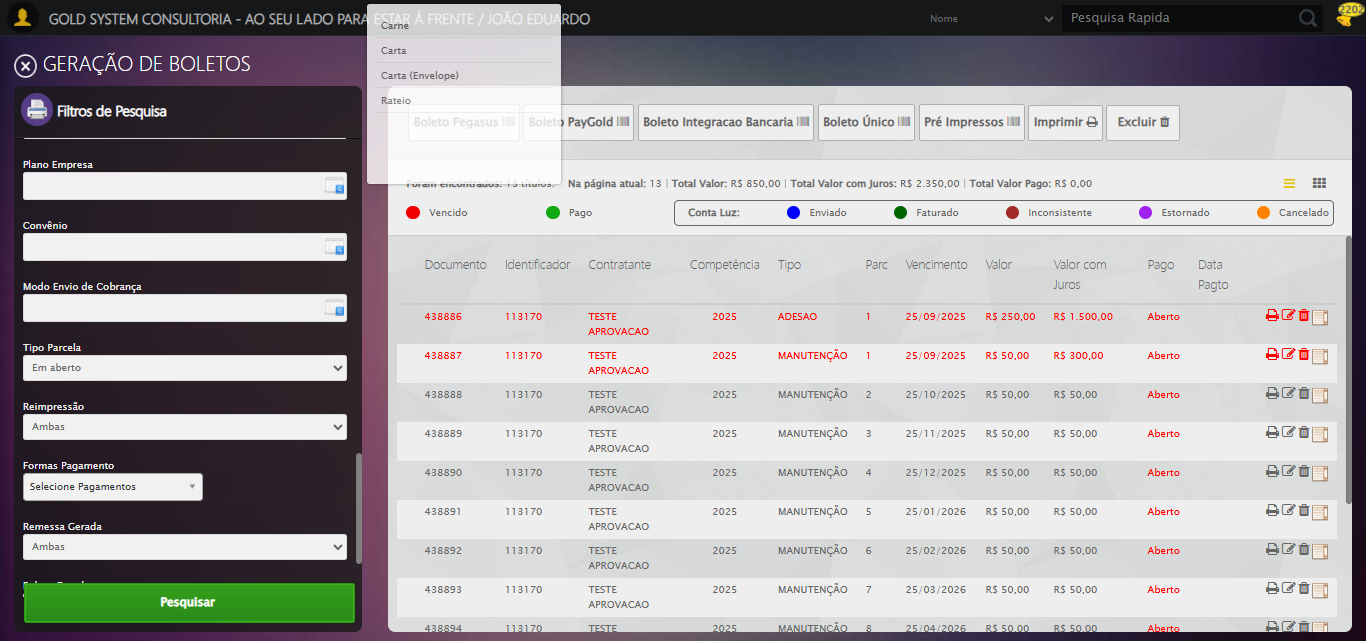 GOLD SYSTEM CONSULTORIA - AO SEU LADO PARA ESTAR À FRENTE / JOÃO EDUARDO
Nome
Pesquisa Rapida
2202
GERAÇÃO DE BOLETOS
Filtros de Pesquisa
Plano Empresa
Convênio
Modo Envio de Cobrança
Tipo Parcela
Em aberto
Reimpressão
Ambas
Formas Pagamento
Selecione Pagamentos
Remessa Gerada
Ambas
Pesquisar
Carne
Carta
Carta (Envelope)
Rateio
Boleto Pegasus
Boleto PayGold
Boleto Integracao Bancaria
Boleto Único
Pré Impressos
Imprimir
Excluir
Foram encontrados: 13 títulos. Na página atual: 13 | Total Valor: R$ 850,00 | Total Valor com Juros: R$ 2.350,00 | Total Valor Pago: R$ 0,00
Vencido Pago Conta Luz: Enviado Faturado Inconsistente Estornado Cancelado
Documento Identificador Contratante Competência Tipo Parc Vencimento Valor Valor com Juros Pago Data Pagto
438886 113170 TESTE APROVACAO 2025 ADESAO 1 25/09/2025 R$ 250,00 R$ 1.500,00 Aberto
438887 113170 TESTE APROVACAO 2025 MANUTENÇÃO 1 25/09/2025 R$ 50,00 R$ 300,00 Aberto
438888 113170 TESTE APROVACAO 2025 MANUTENÇÃO 2 25/10/2025 R$ 50,00 R$ 50,00 Aberto
438889 113170 TESTE APROVACAO 2025 MANUTENÇÃO 3 25/11/2025 R$ 50,00 R$ 50,00 Aberto
438890 113170 TESTE APROVACAO 2025 MANUTENÇÃO 4 25/12/2025 R$ 50,00 R$ 50,00 Aberto
438891 113170 TESTE APROVACAO 2025 MANUTENÇÃO 5 25/01/2026 R$ 50,00 R$ 50,00 Aberto
438892 113170 TESTE APROVACAO 2025 MANUTENÇÃO 6 25/02/2026 R$ 50,00 R$ 50,00 Aberto
438893 113170 TESTE APROVACAO 2025 MANUTENÇÃO 7 25/03/2026 R$ 50,00 R$ 50,00 Aberto
438894 113170 TESTE 2025 MANUTENÇÃO 8 25/04/2026 R$ 50,00 R$ 50,00 Aberto